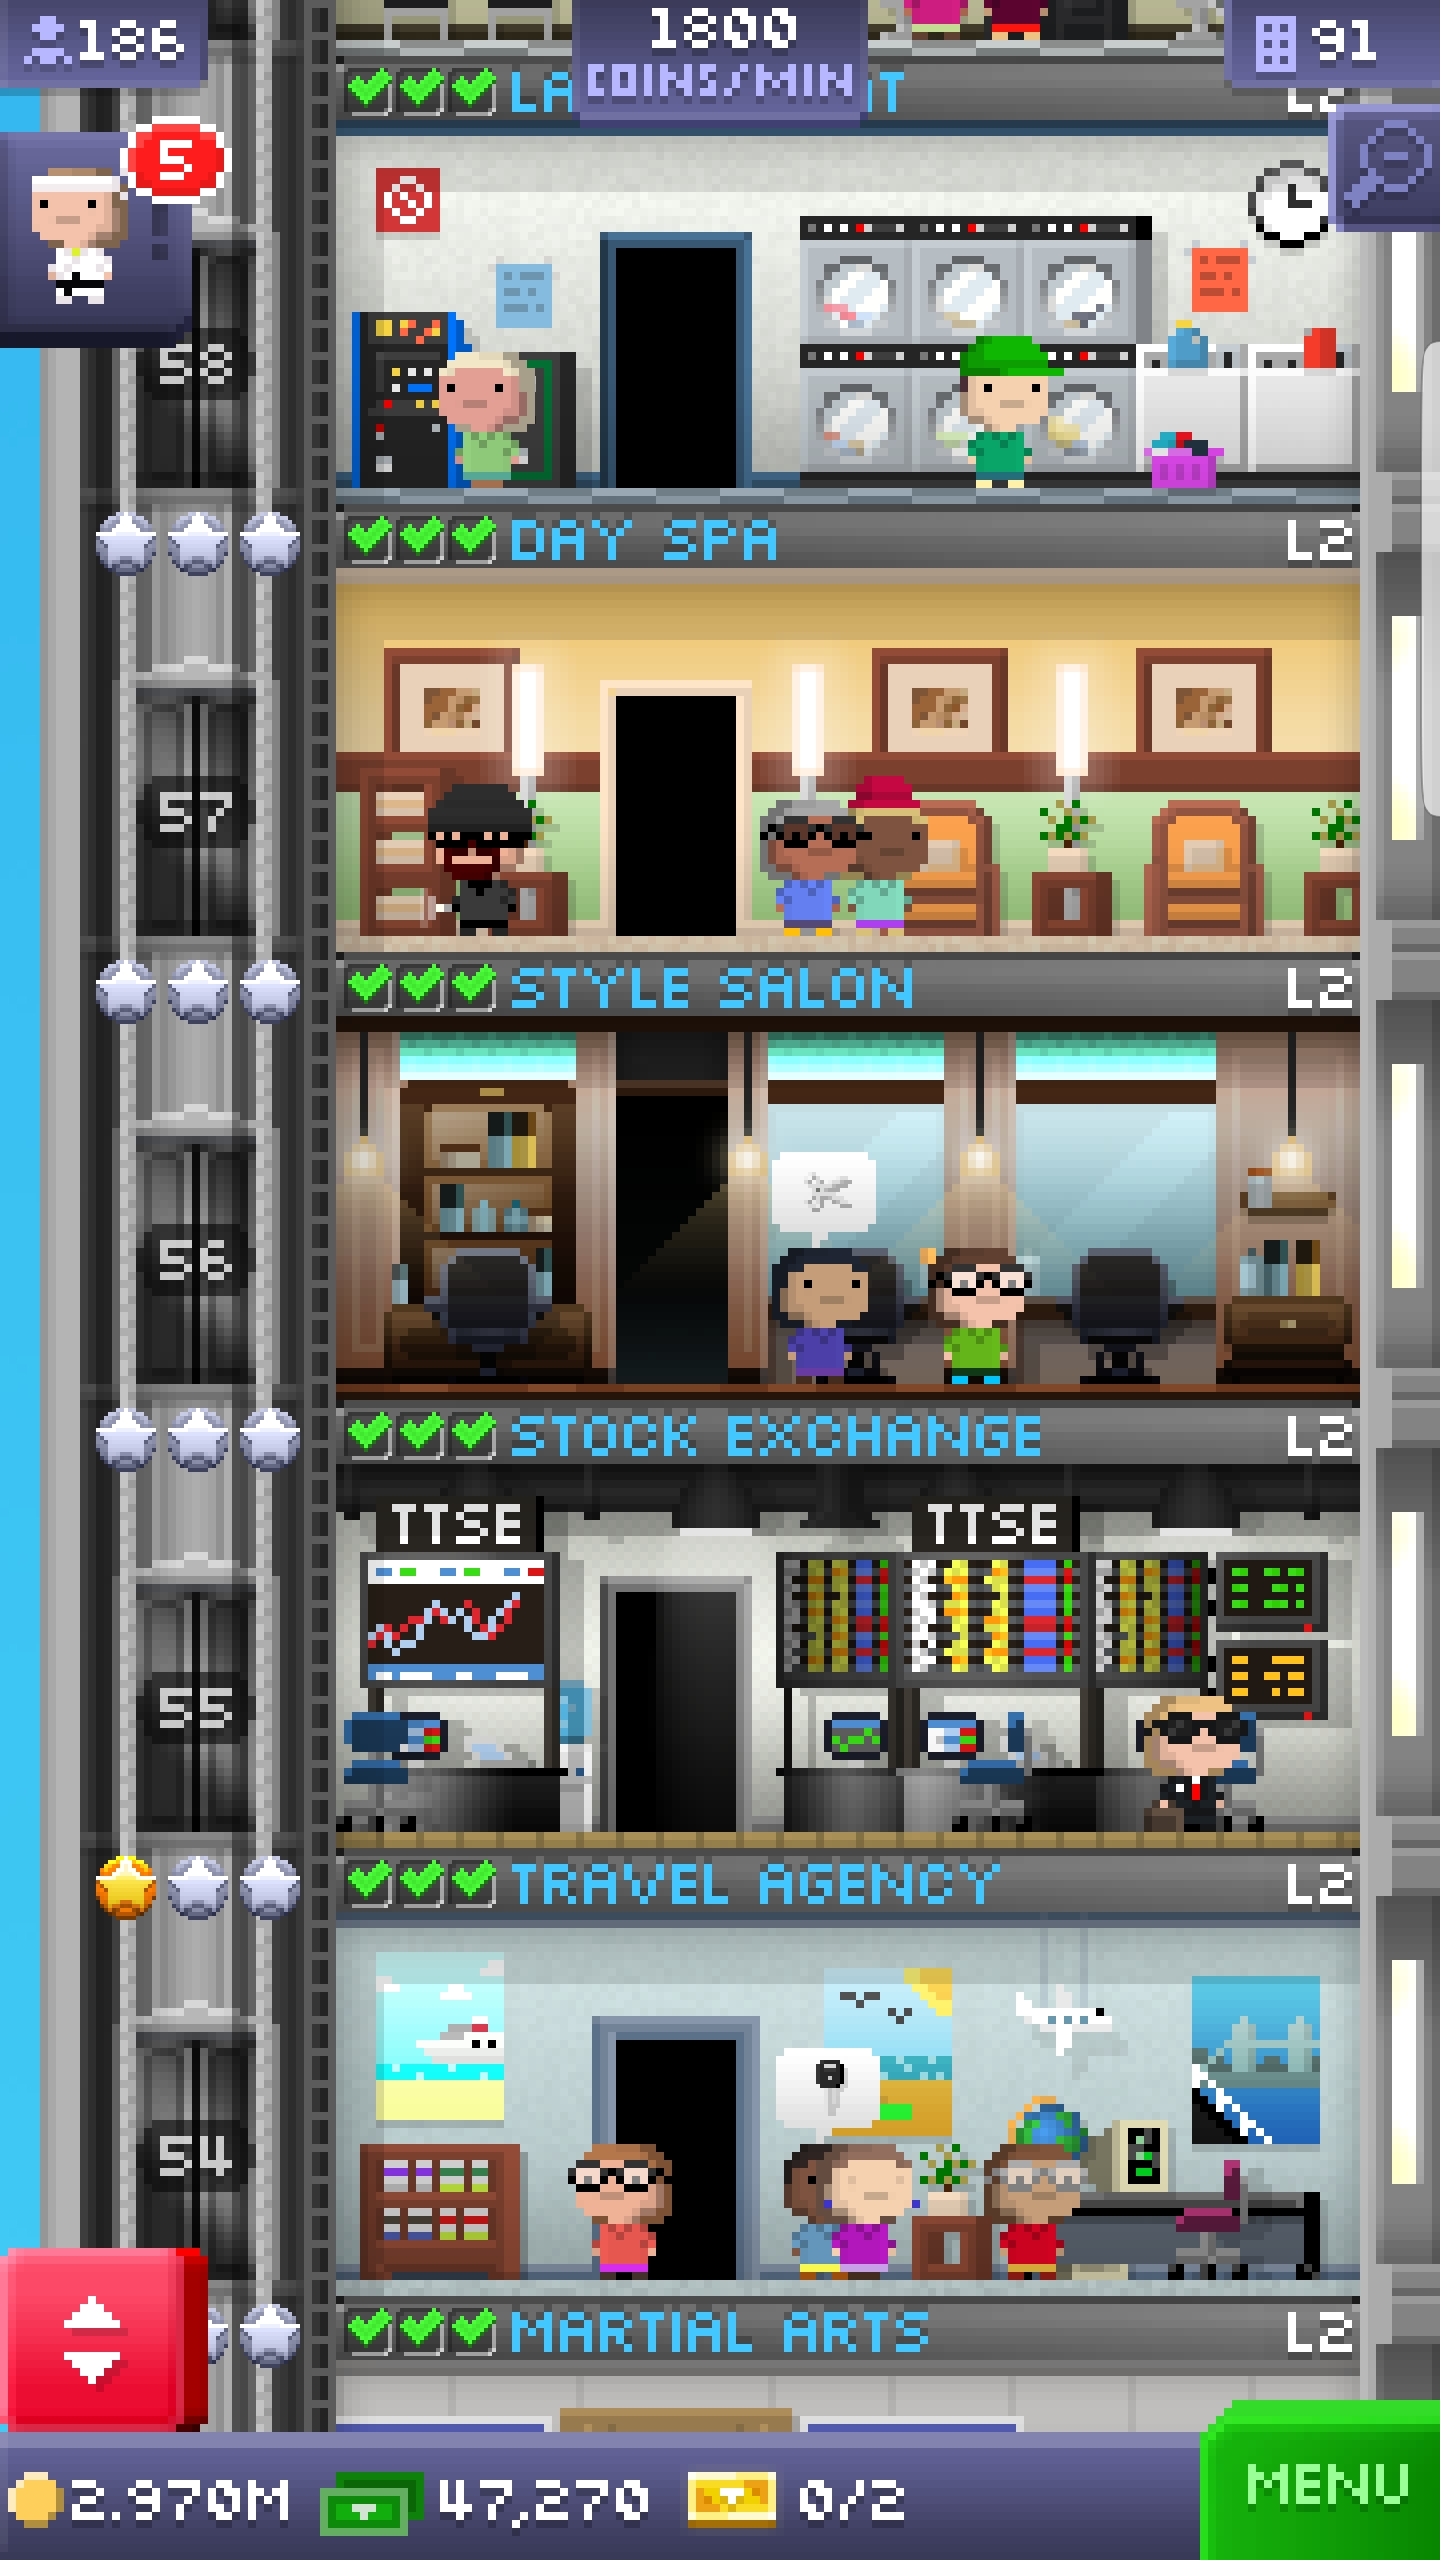 186
1800
COINS/MIN
91
LA
T
L2
5
58
DAY SPA
L2
57
STYLE SALON
L2
56
STOCK EXCHANGE
L2
TTSE
TTSE
55
TRAVEL AGENCY
L2
54
MARTIAL ARTS
L2
2.970M
47,270
0/2
MENU